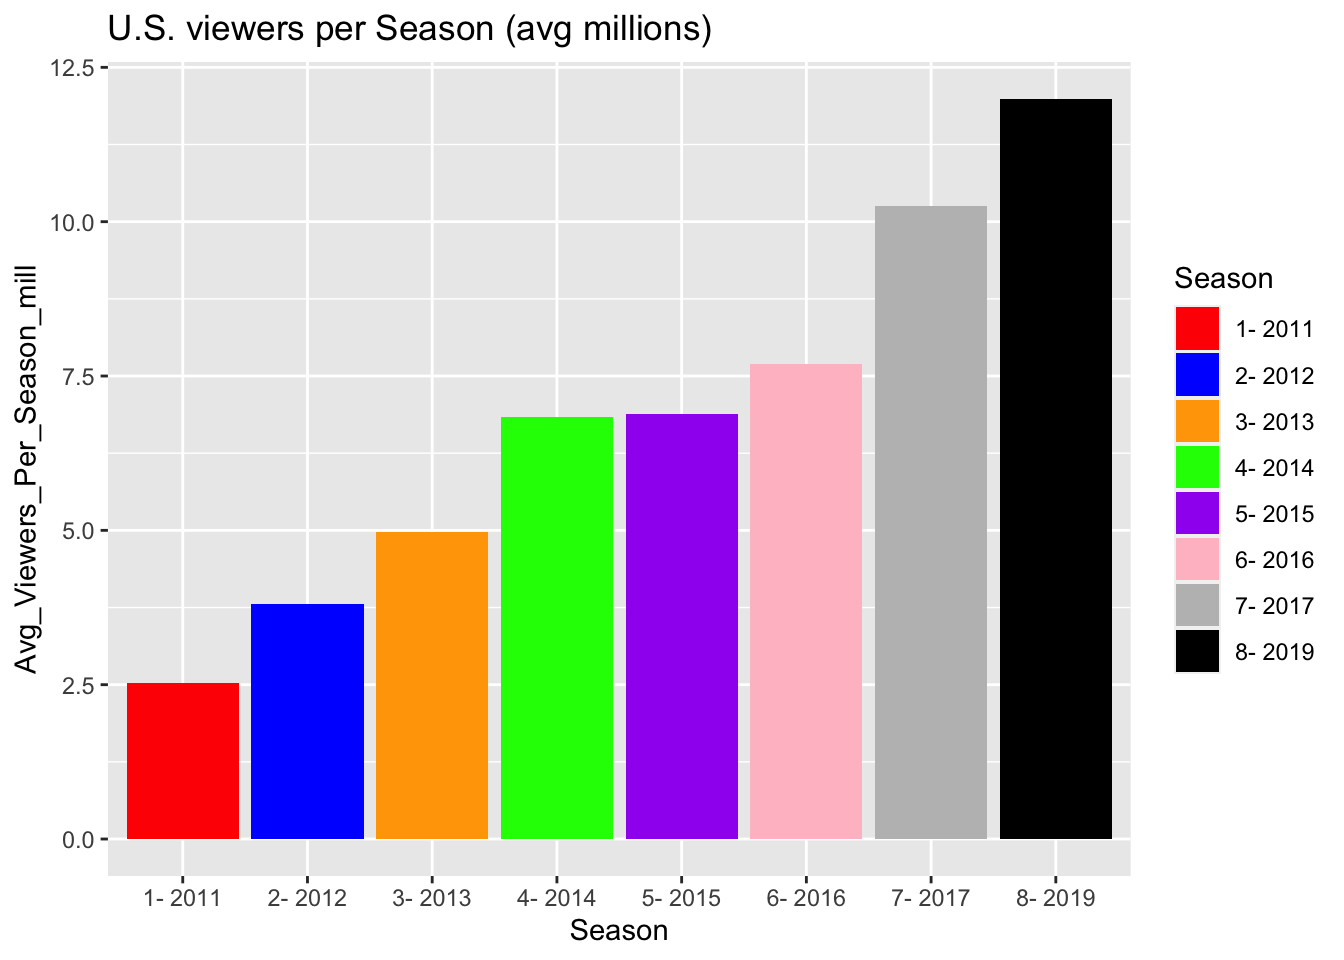 U.S. viewers per Season (avg millions)
Avg_Viewers_Per_Season_mill
12.5
10.0
7.5
5.0
2.5
0.0
1- 2011 2- 2012 3- 2013 4- 2014 5- 2015 6- 2016 7- 2017 8- 2019
Season
Season
1- 2011
2- 2012
3- 2013
4- 2014
5- 2015
6- 2016
7- 2017
8- 2019